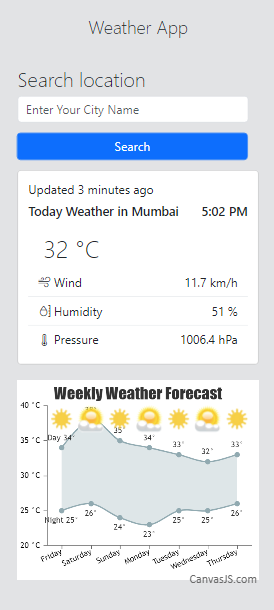 Weather App
Search location
Enter Your City Name
Search
Updated 3 minutes ago
Today Weather in Mumbai 5:02 PM
32 °C
Wind 11.7 km/h
Humidity 51 %
Pressure 1006.4 hPa
Weekly Weather Forecast
40 °C
35 °C
30 °C
25 °C
20 °C
Day 34° 35° 34° 33° 32° 33°
Night 25° 26° 24° 23° 25° 25° 26°
Friday Saturday Sunday Monday Tuesday Wednesday Thursday
CanvasJS.com